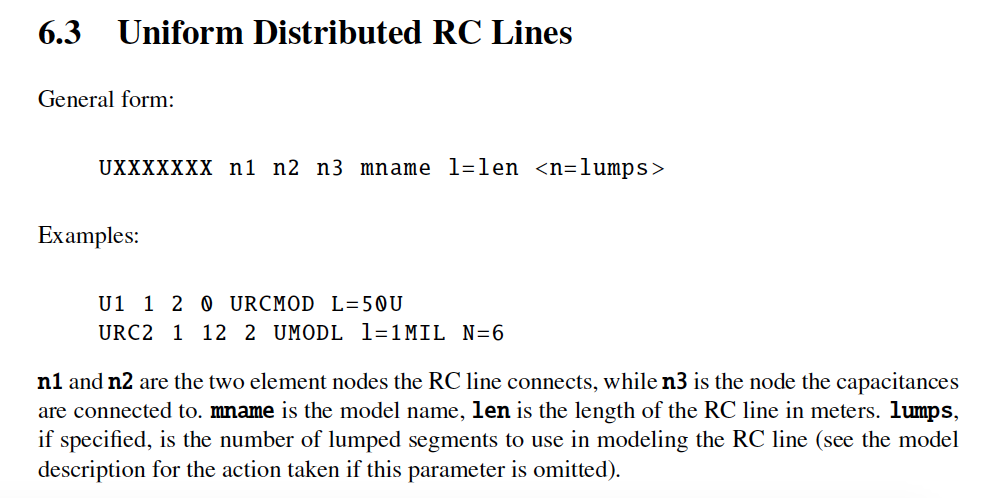 6.3 Uniform Distributed RC Lines
General form:
UXXXXXXX n1 n2 n3 mname l=len <n=lumps>
Examples:
U1 1 2 0 URCMOD L=50U
URC2 1 12 2 UMODL l=1MIL N=6
n1 and n2 are the two element nodes the RC line connects, while n3 is the node the capacitances
are connected to. mname is the model name, len is the length of the RC line in meters. lumps,
if specified, is the number of lumped segments to use in modeling the RC line (see the model
description for the action taken if this parameter is omitted).